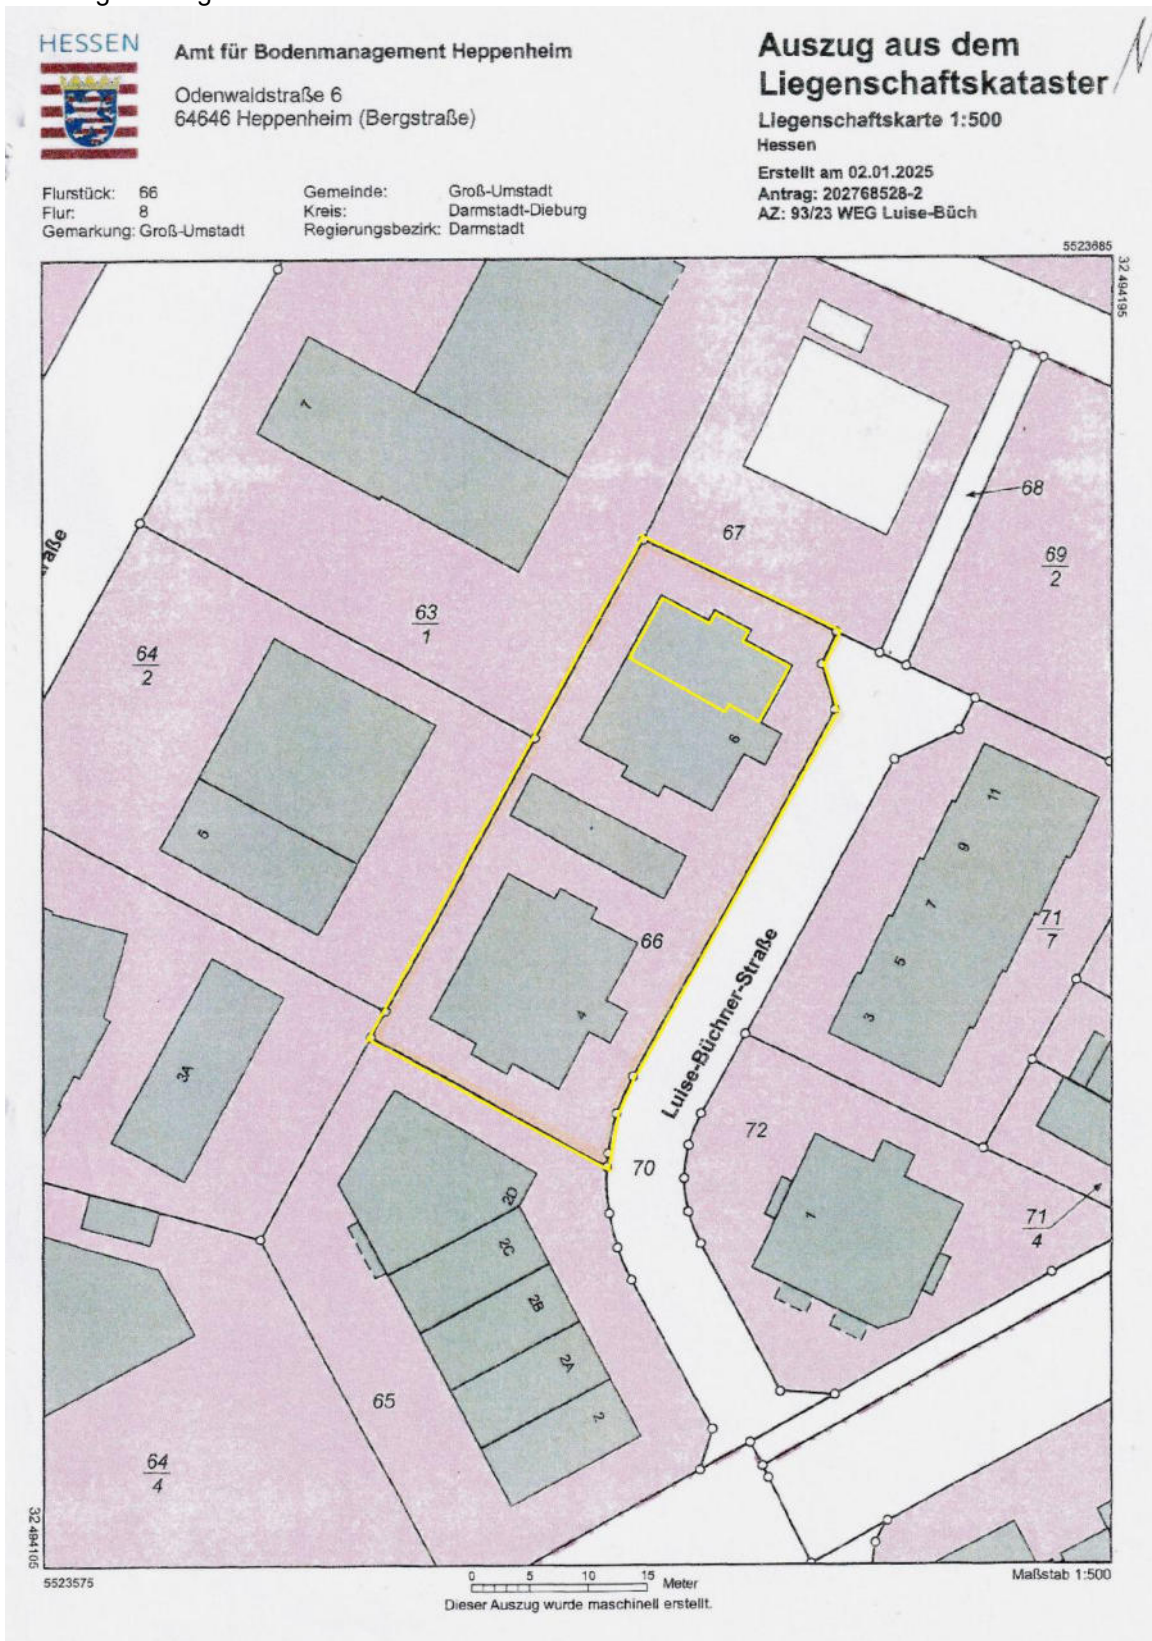 HESSEN
Amt für Bodenmanagement Heppenheim
Odenwaldstraße 6
64646 Heppenheim (Bergstraße)
Auszug aus dem
Liegenschaftskataster
Liegenschaftskarte 1:500
Hessen
Erstellt am 02.01.2025
Antrag: 202768528-2
AZ: 93/23 WEG Luise-Büch
Flurstück: 66
Flur: 8
Gemarkung: Groß-Umstadt
Gemeinde: Groß-Umstadt
Kreis: Darmstadt-Dieburg
Regierungsbezirk: Darmstadt
5523685
32 494195
7
68
67
69
2
raße
63
1
64
2
6
11
9
7
5
3
5
71
7
66
4
Luise-Büchner-Straße
3A
72
70
71
4
1
2D
2C
2B
2A
2
65
64
4
32 494105
5523575
0 5 10 15 Meter
Maßstab 1:500
Dieser Auszug wurde maschinell erstellt.